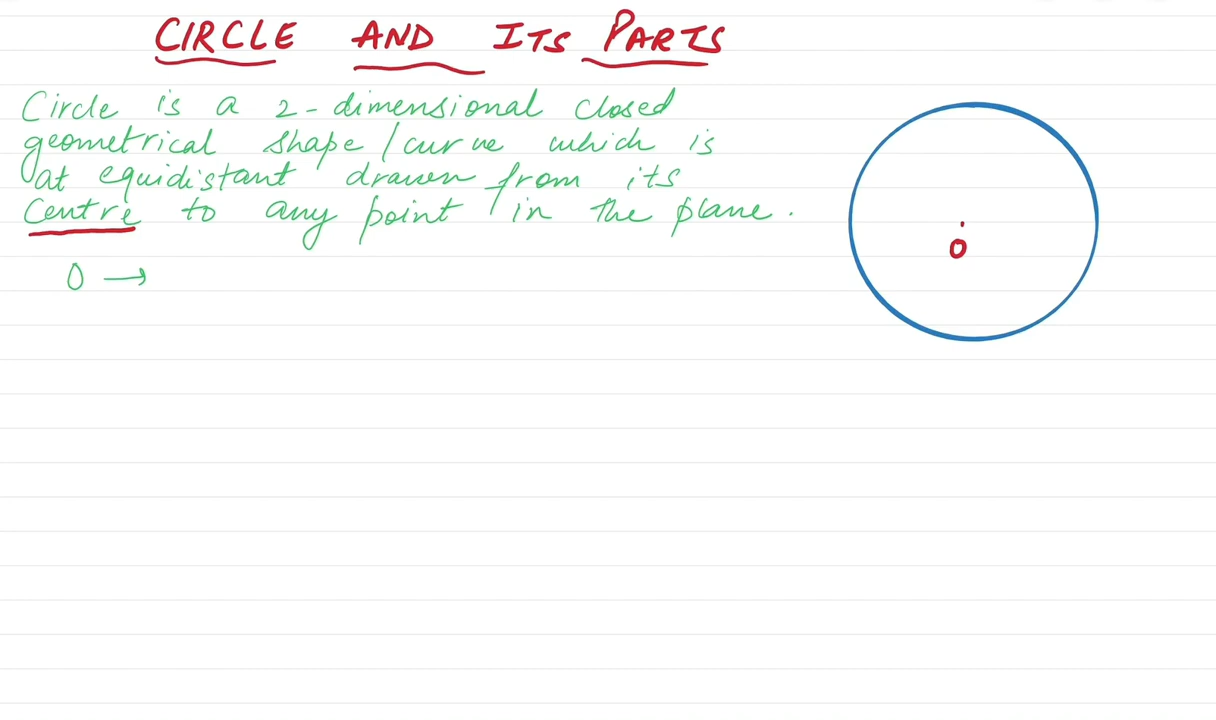 CIRCLE AND ITS PARTS
Circle is a 2-dimensional closed
geometrical shape/curve which is
at equidistant drawn from its
Centre to any point in the plane.
O →
O